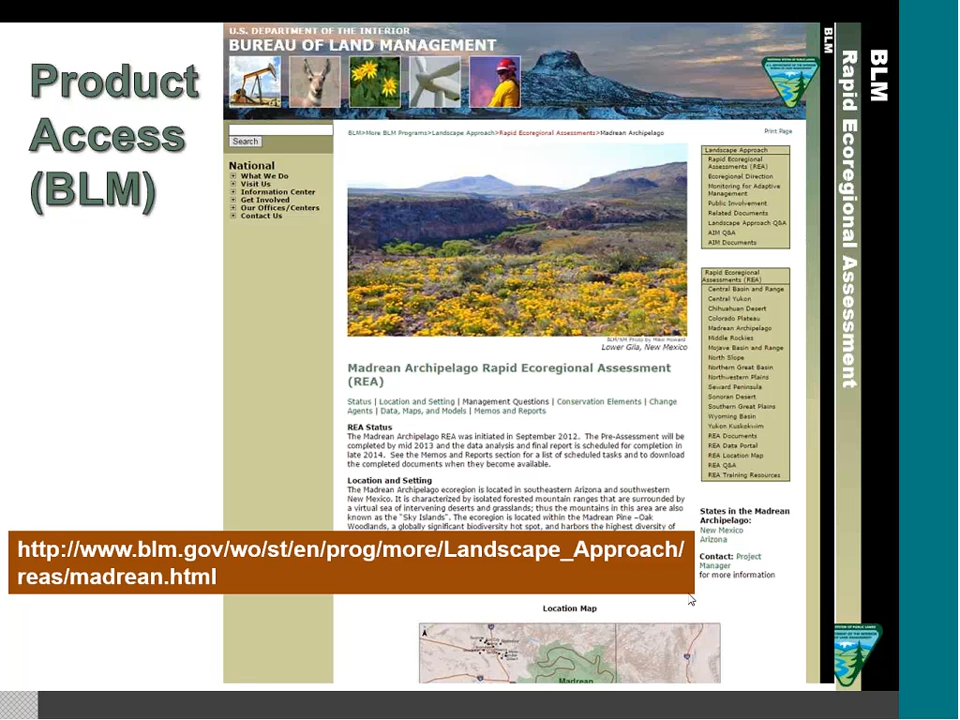 Product
Access
(BLM)
U.S. DEPARTMENT OF THE INTERIOR
BUREAU OF LAND MANAGEMENT
Search
National
What We Do
Visit Us
Information Center
Get Involved
Our Offices/Centers
Contact Us
BLM>More BLM Programs>Landscape Approach>Rapid Ecoregional Assessments>Madrean Archipelago
Print Page
BLM/NM Photo by Mike Howard
Lower Gila, New Mexico
Madrean Archipelago Rapid Ecoregional Assessment
(REA)
Status | Location and Setting | Management Questions | Conservation Elements | Change
Agents | Data, Maps, and Models | Memos and Reports
REA Status
The Madrean Archipelago REA was initiated in September 2012. The Pre-Assessment will be
completed by mid 2013 and the data analysis and final report is scheduled for completion in
late 2014. See the Memos and Reports section for a list of scheduled tasks and to download
the completed documents when they become available.
Location and Setting
The Madrean Archipelago ecoregion is located in southeastern Arizona and southwestern
New Mexico. It is characterized by isolated forested mountain ranges that are surrounded by
a virtual sea of intervening deserts and grasslands; thus the mountains in this area are also
known as the "Sky Islands". The ecoregion is located within the Madrean Pine –Oak
Woodlands, a globally significant biodiversity hot spot, and harbors the highest diversity of
http://www.blm.gov/wo/st/en/prog/more/Landscape_Approach/
reas/madrean.html
Location Map
Madrean
Landscape Approach
Rapid Ecoregional
Assessments (REA)
Ecoregional Direction
Monitoring for Adaptive
Management
Public Involvement
Related Documents
Landscape Approach Q&A
AIM Q&A
AIM Documents
Rapid Ecoregional
Assessments (REA)
Central Basin and Range
Central Yukon
Chihuahuan Desert
Colorado Plateau
Madrean Archipelago
Middle Rockies
Mojave Basin and Range
North Slope
Northern Great Basin
Northwestern Plains
Seward Peninsula
Sonoran Desert
Southern Great Plains
Wyoming Basin
Yukon Kuskokwim
REA Documents
REA Data Portal
REA Location Map
REA Q&A
REA Training Resources
States in the Madrean
Archipelago:
New Mexico
Arizona
Contact: Project
Manager
for more information
BLM
Rapid Ecoregional Assessment
BLM